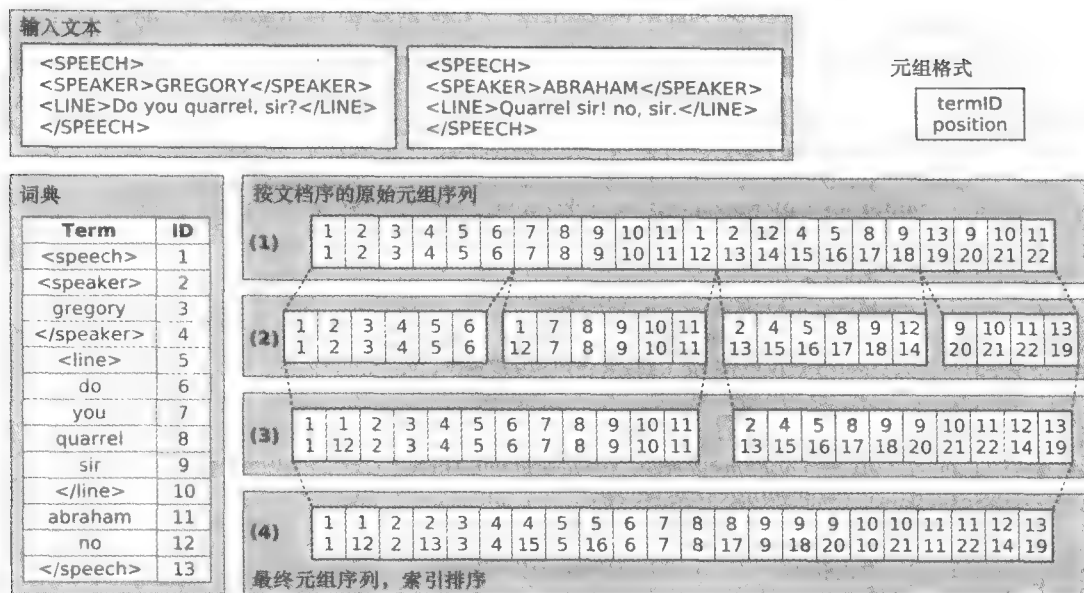 输入文本
<SPEECH>
<SPEAKER>GREGORY</SPEAKER>
<LINE>Do you quarrel, sir?</LINE>
</SPEECH>
<SPEECH>
<SPEAKER>ABRAHAM</SPEAKER>
<LINE>Quarrel sir! no, sir.</LINE>
</SPEECH>
元组格式
termID
position
词典
Term ID
<speech> 1
<speaker> 2
gregory 3
</speaker> 4
<line> 5
do 6
you 7
quarrel 8
sir 9
</line> 10
abraham 11
no 12
</speech> 13
按文档序的原始元组序列
(1)
1 2 3 4 5 6 7 8 9 10 11 1 2 12 4 5 8 9 13 9 10 11
1 2 3 4 5 6 7 8 9 10 11 12 13 14 15 16 17 18 19 20 21 22
(2)
1 2 3 4 5 6 1 7 8 9 10 11 2 4 5 8 9 12 9 10 11 13
1 2 3 4 5 6 12 7 8 9 10 11 13 15 16 17 18 14 20 21 22 19
(3)
1 1 2 3 4 5 6 7 8 9 10 11 2 4 5 8 9 9 10 11 12 13
1 12 2 3 4 5 6 7 8 9 10 11 13 15 16 17 18 20 21 22 14 19
(4)
1 1 2 2 3 4 4 5 5 6 7 8 8 9 9 9 10 10 11 11 12 13
1 12 2 13 3 4 15 5 16 6 7 8 17 9 18 20 10 21 11 22 14 19
最终元组序列，索引排序